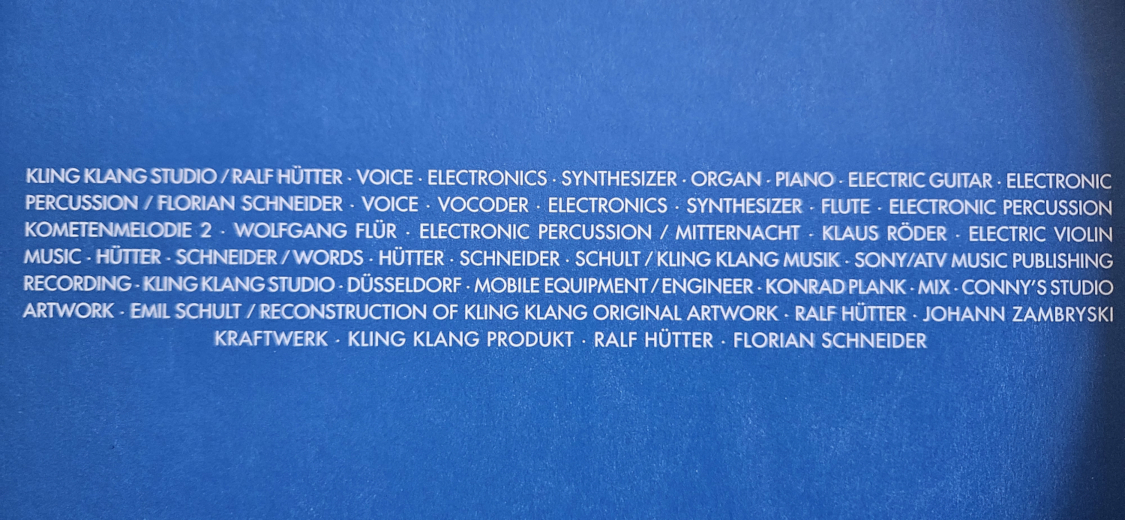 KLING KLANG STUDIO / RALF HÜTTER · VOICE · ELECTRONICS · SYNTHESIZER · ORGAN · PIANO · ELECTRIC GUITAR · ELECTRONIC
PERCUSSION / FLORIAN SCHNEIDER · VOICE · VOCODER · ELECTRONICS · SYNTHESIZER · FLUTE · ELECTRONIC PERCUSSION
KOMETENMELODIE 2 · WOLFGANG FLÜR · ELECTRONIC PERCUSSION / MITTERNACHT · KLAUS RÖDER · ELECTRIC VIOLIN
MUSIC · HÜTTER · SCHNEIDER / WORDS · HÜTTER · SCHNEIDER · SCHULT / KLING KLANG MUSIK · SONY/ATV MUSIC PUBLISHING
RECORDING · KLING KLANG STUDIO · DÜSSELDORF · MOBILE EQUIPMENT / ENGINEER · KONRAD PLANK · MIX · CONNY'S STUDIO
ARTWORK · EMIL SCHULT / RECONSTRUCTION OF KLING KLANG ORIGINAL ARTWORK · RALF HÜTTER · JOHANN ZAMBRYSKI
KRAFTWERK · KLING KLANG PRODUKT · RALF HÜTTER · FLORIAN SCHNEIDER